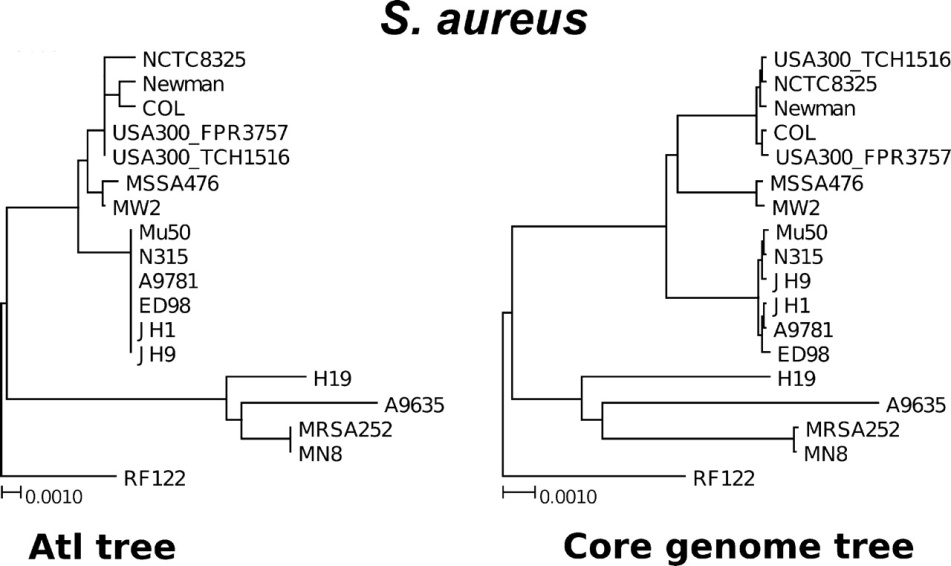 S. aureus
NCTC8325
Newman
COL
USA300_FPR3757
USA300_TCH1516
MSSA476
MW2
Mu50
N315
A9781
ED98
JH1
JH9
H19
A9635
MRSA252
MN8
RF122
0.0010
Atl tree
USA300_TCH1516
NCTC8325
Newman
COL
USA300_FPR3757
MSSA476
MW2
Mu50
N315
JH9
JH1
A9781
ED98
H19
A9635
MRSA252
MN8
RF122
0.0010
Core genome tree